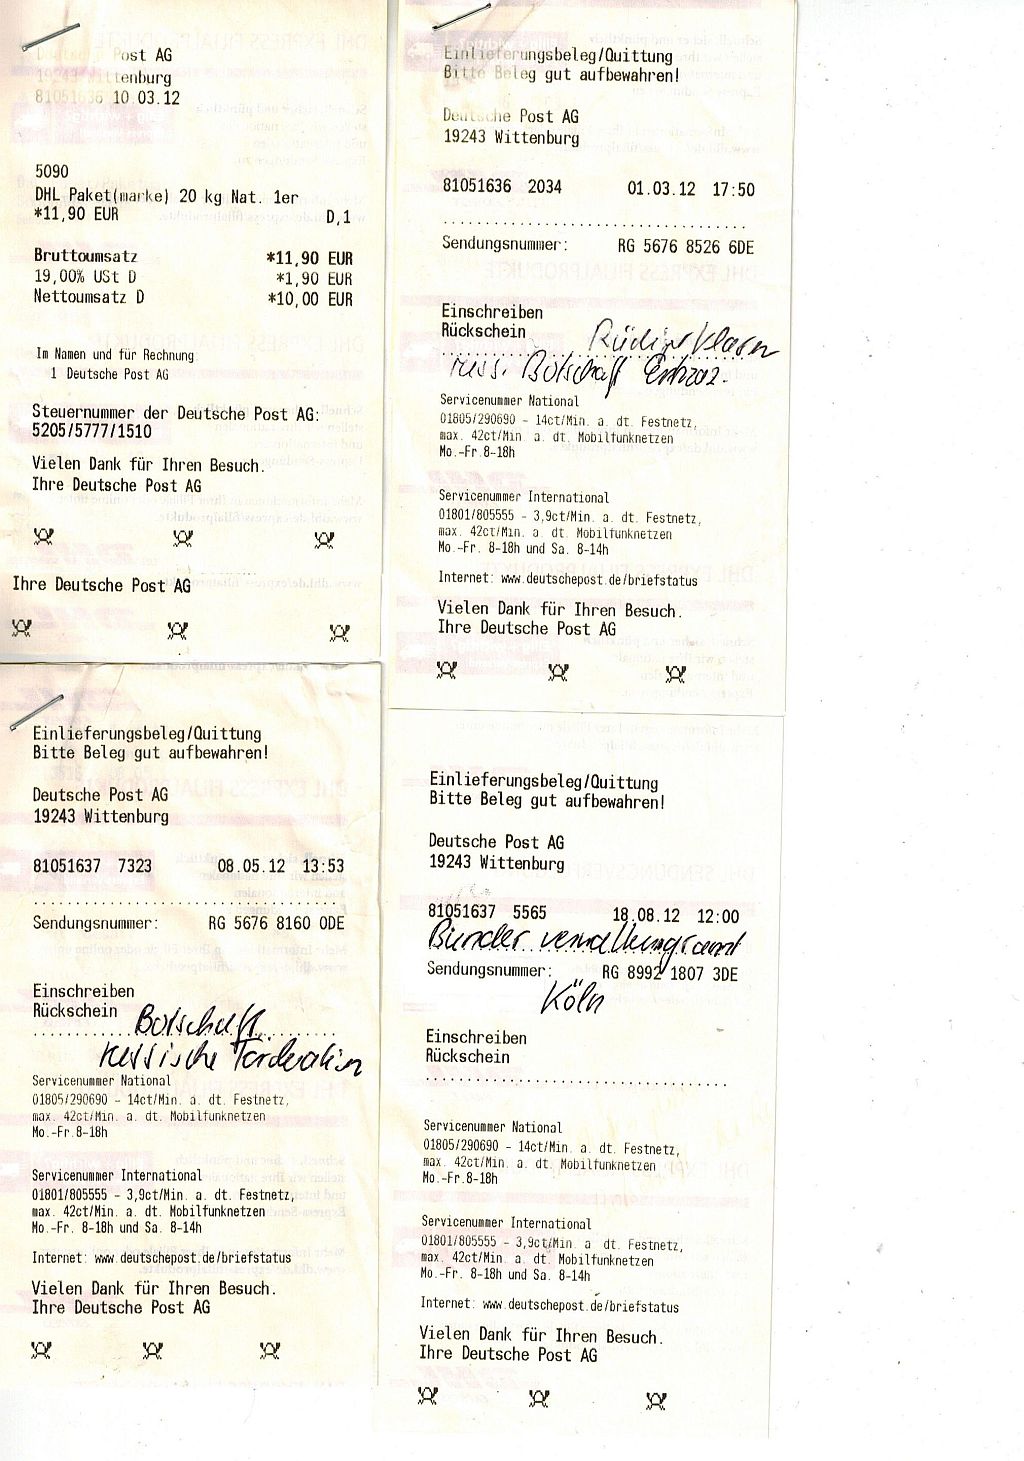 Deutsche Post AG
19243 Wittenburg
81051636 10.03.12
5090
DHL Paket(marke) 20 kg Nat. 1er
*11,90 EUR D,1
Bruttoumsatz *11,90 EUR
19,00% USt D *1,90 EUR
Nettoumsatz D *10,00 EUR
Im Namen und für Rechnung
1 Deutsche Post AG
Steuernummer der Deutsche Post AG:
5205/5777/1510
Vielen Dank für Ihren Besuch.
Ihre Deutsche Post AG
Ihre Deutsche Post AG
Einlieferungsbeleg/Quittung
Bitte Beleg gut aufbewahren!
Deutsche Post AG
19243 Wittenburg
81051636 2034 01.03.12 17:50
Sendungsnummer: RG 5676 8526 6DE
Einschreiben
Rückschein
russ. Botschaft
Servicenummer National
01805/290690 - 14ct/Min. a. dt. Festnetz,
max. 42ct/Min. a. dt. Mobilfunknetzen
Mo.-Fr.8-18h
Servicenummer International
01801/805555 - 3,9ct/Min. a. dt. Festnetz,
max. 42ct/Min. a. dt. Mobilfunknetzen
Mo.-Fr. 8-18h und Sa. 8-14h
Internet: www.deutschepost.de/briefstatus
Vielen Dank für Ihren Besuch.
Ihre Deutsche Post AG
Einlieferungsbeleg/Quittung
Bitte Beleg gut aufbewahren!
Deutsche Post AG
19243 Wittenburg
81051637 7323 08.05.12 13:53
Sendungsnummer: RG 5676 8160 0DE
Einschreiben
Rückschein Botschaft
russische Förderation
Servicenummer National
01805/290690 - 14ct/Min. a. dt. Festnetz,
max. 42ct/Min. a. dt. Mobilfunknetzen
Mo.-Fr.8-18h
Servicenummer International
01801/805555 - 3,9ct/Min. a. dt. Festnetz,
max. 42ct/Min. a. dt. Mobilfunknetzen
Mo.-Fr. 8-18h und Sa. 8-14h
Internet: www.deutschepost.de/briefstatus
Vielen Dank für Ihren Besuch.
Ihre Deutsche Post AG
Einlieferungsbeleg/Quittung
Bitte Beleg gut aufbewahren!
Deutsche Post AG
19243 Wittenburg
81051637 5565 18.08.12 12:00
Bundesverwaltungsamt
Sendungsnummer: RG 8992 1807 3DE
Köln
Einschreiben
Rückschein
Servicenummer National
01805/290690 - 14ct/Min. a. dt. Festnetz,
max. 42ct/Min. a. dt. Mobilfunknetzen
Mo.-Fr.8-18h
Servicenummer International
01801/805555 - 3,9ct/Min. a. dt. Festnetz,
max. 42ct/Min. a. dt. Mobilfunknetzen
Mo.-Fr. 8-18h und Sa. 8-14h
Internet: www.deutschepost.de/briefstatus
Vielen Dank für Ihren Besuch.
Ihre Deutsche Post AG